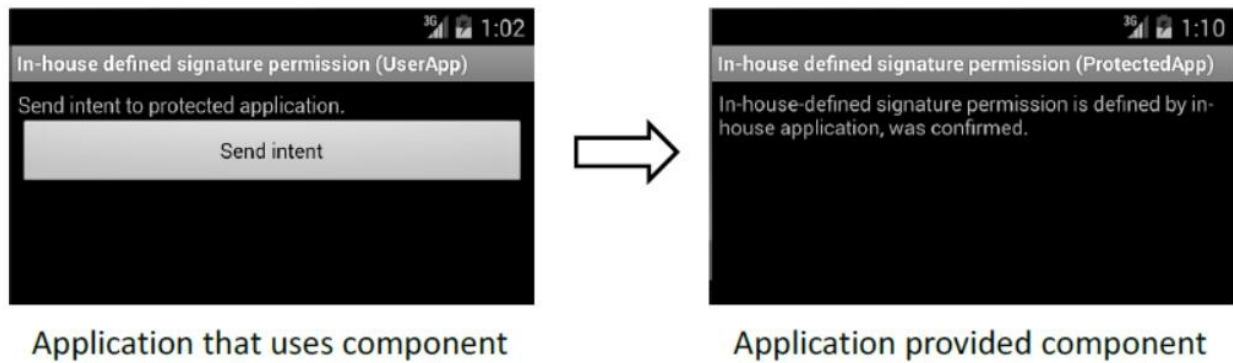 3G 1:02
In-house defined signature permission (UserApp)
Send intent to protected application.
Send intent
3G 1:10
In-house defined signature permission (ProtectedApp)
In-house-defined signature permission is defined by in-
house application, was confirmed.
Application that uses component
Application provided component